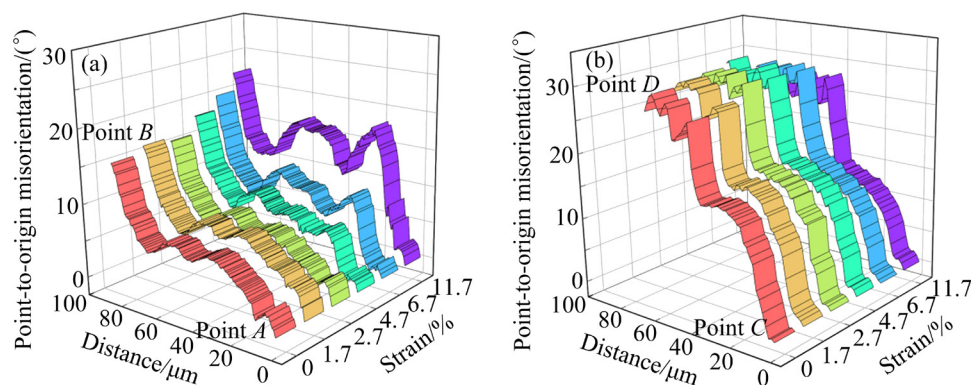 (a)
Point-to-origin misorientation/(°)
30
20
10
0
Point B
Point A
100
80
60
40
20
0
Distance/μm
0
1.7
2.7
4.7
6.7
11.7
Strain/%
(b)
Point-to-origin misorientation/(°)
30
20
10
0
Point D
Point C
100
80
60
40
20
0
Distance/μm
0
1.7
2.7
4.7
6.7
11.7
Strain/%